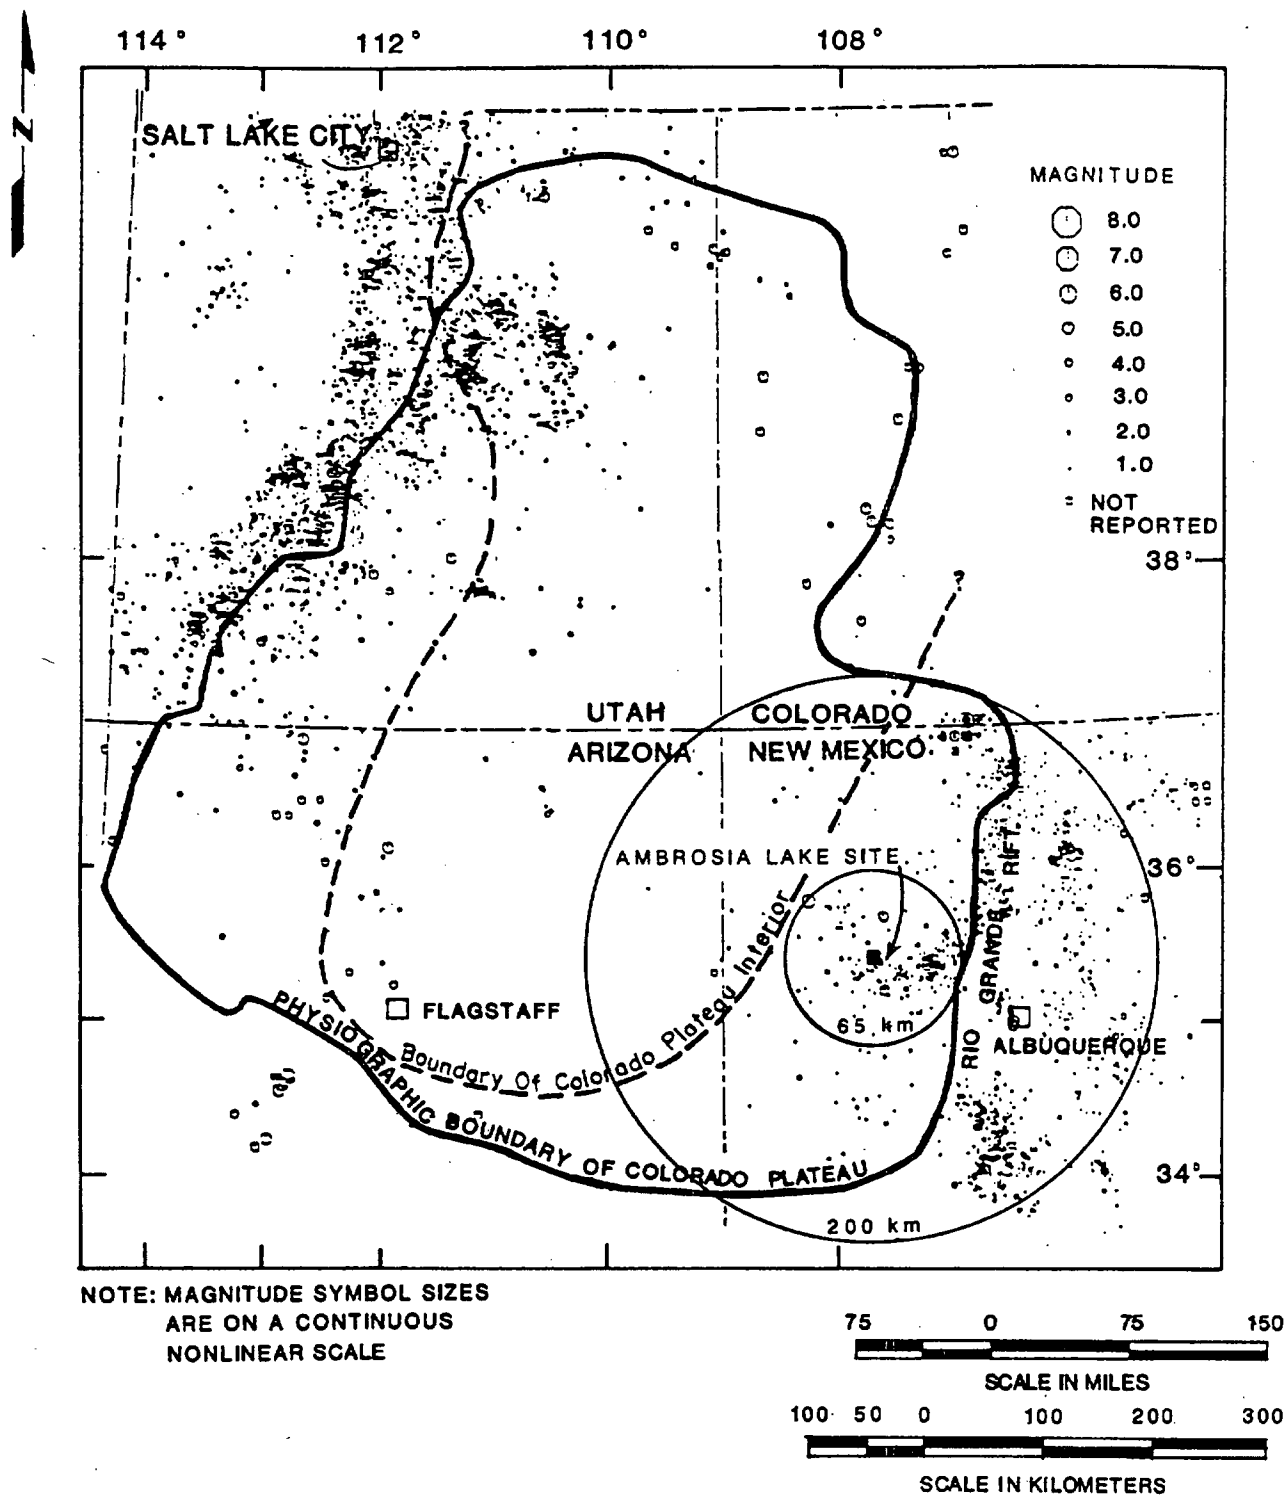 114° 112° 110° 108°
N
SALT LAKE CITY
MAGNITUDE
8.0
7.0
6.0
5.0
4.0
3.0
2.0
1.0
NOT
REPORTED
38°
UTAH COLORADO
ARIZONA NEW MEXICO
AMBROSIA LAKE SITE
36°
RIO GRANDE RIFT
Boundary Of Colorado Plateau Interior
FLAGSTAFF
65 km
ALBUQUERQUE
PHYSIOGRAPHIC BOUNDARY OF COLORADO PLATEAU
34°
200 km
NOTE: MAGNITUDE SYMBOL SIZES
ARE ON A CONTINUOUS
NONLINEAR SCALE
75 0 75 150
SCALE IN MILES
100 50 0 100 200 300
SCALE IN KILOMETERS